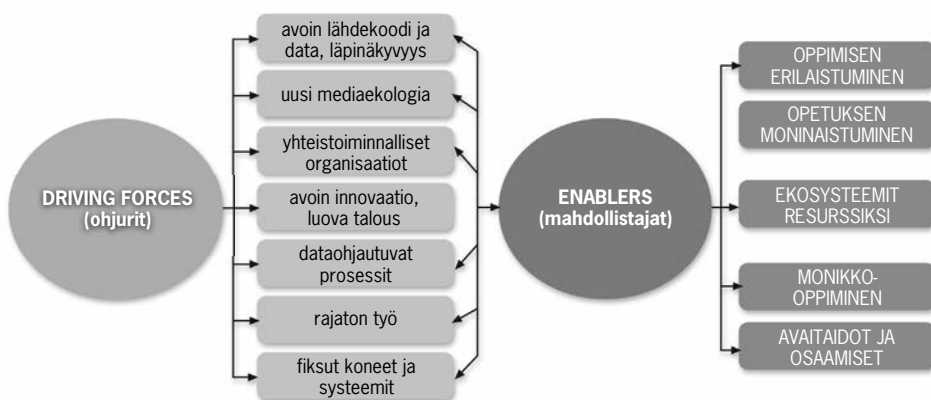 DRIVING FORCES
(ohjurit)
avoin lähdekoodi ja
data, läpinäkyvyys
uusi mediaekologia
yhteistoiminnalliset
organisaatiot
avoin innovaatio,
luova talous
dataohjautuvat
prosessit
rajaton työ
fiksut koneet ja
systeemit
ENABLERS
(mahdollistajat)
OPPIMISEN
ERILAISTUMINEN
OPETUKSEN
MONINAISTUMINEN
EKOSYSTEEMIT
RESURSSIKSI
MONIKKO-
OPPIMINEN
AVAITAIDOT JA
OSAAMISET